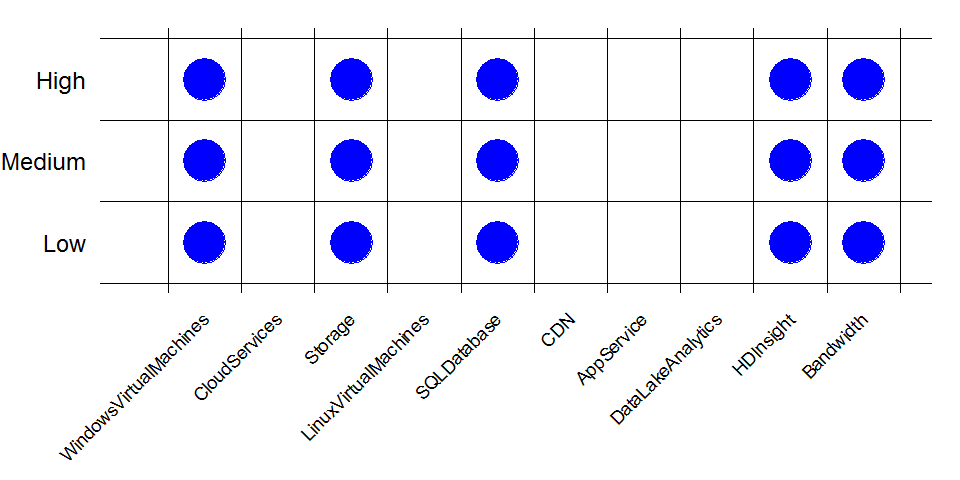 High
Medium
Low
WindowsVirtualMachines
CloudServices
Storage
LinuxVirtualMachines
SQLDatabase
CDN
AppService
DataLakeAnalytics
HDInsight
Bandwidth